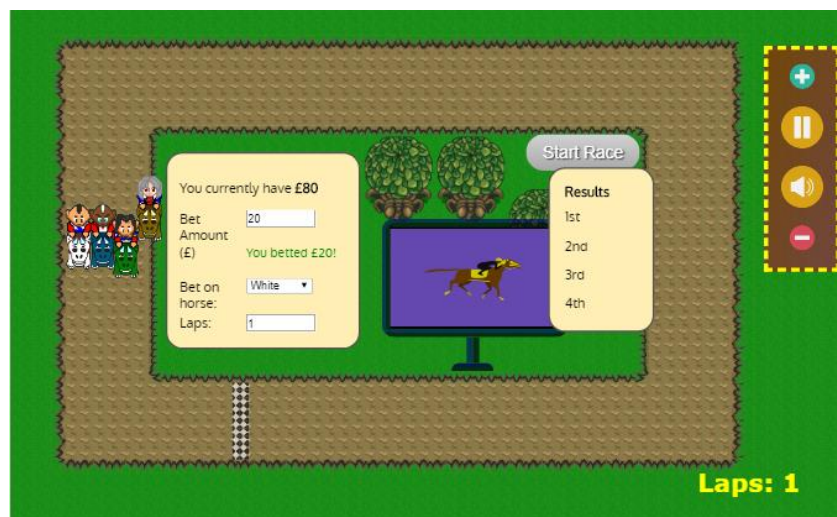 Start Race
You currently have £80
Bet Amount (£)
20
You betted £20!
Bet on horse:
White
Laps:
1
Results
1st
2nd
3rd
4th
Laps: 1